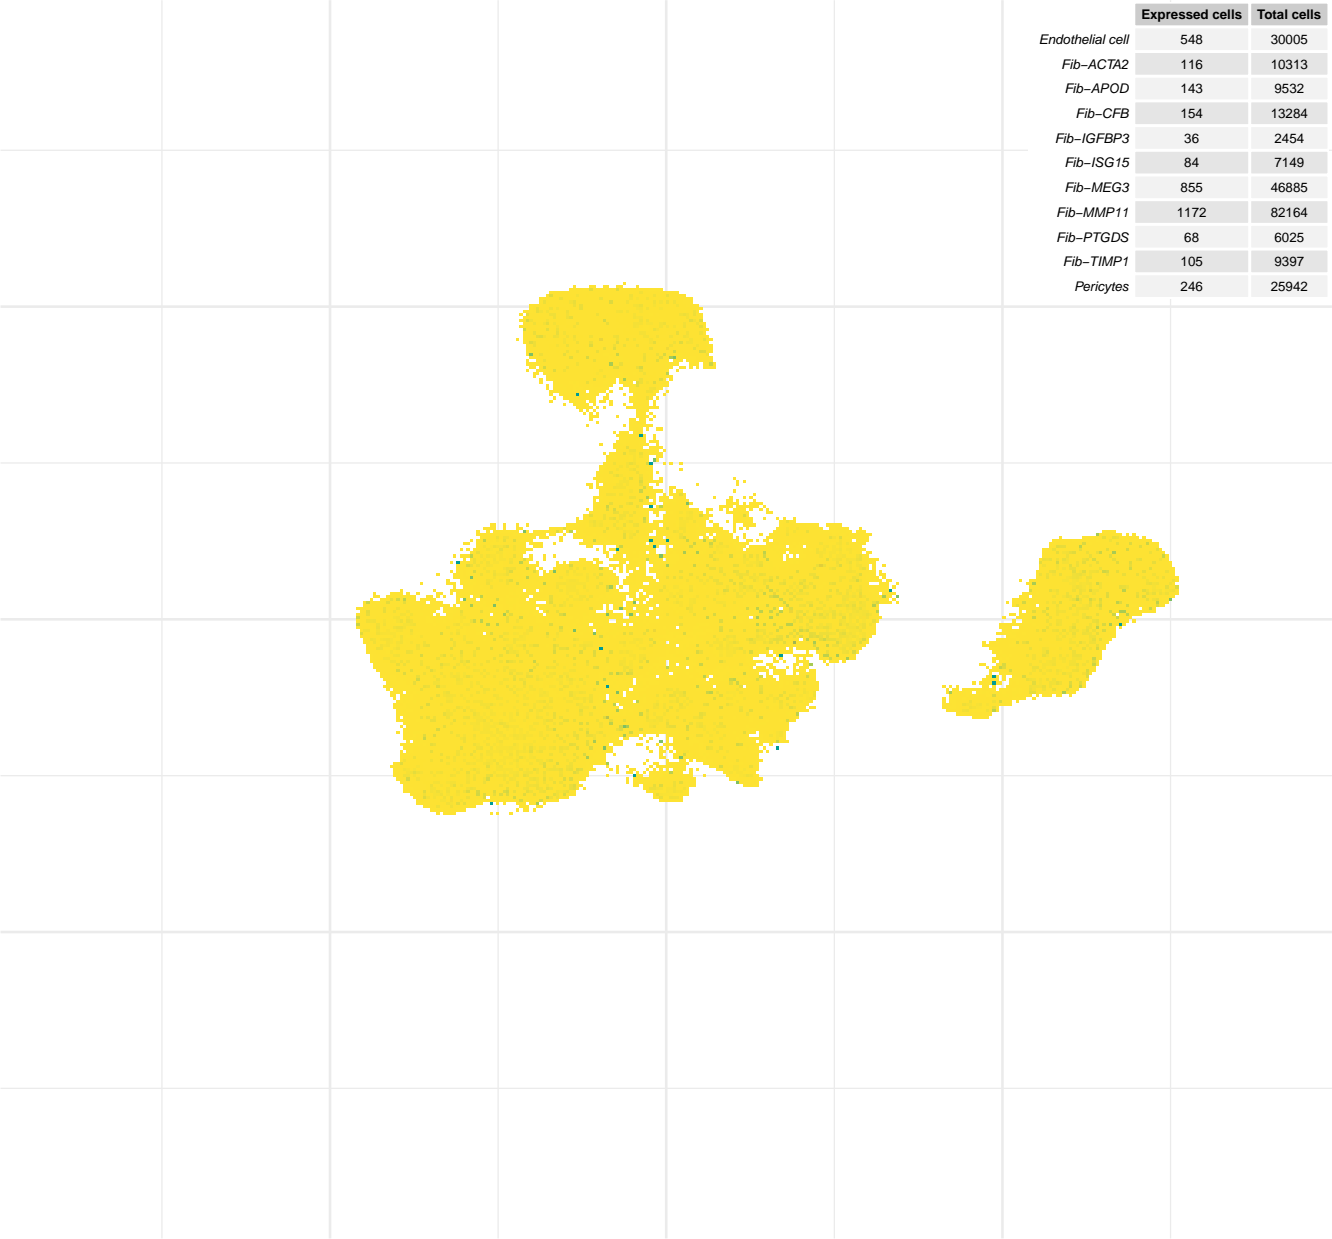 Expressed cells Total cells
Endothelial cell 548 30005
Fib−ACTA2 116 10313
Fib−APOD 143 9532
Fib−CFB 154 13284
Fib−IGFBP3 36 2454
Fib−ISG15 84 7149
Fib−MEG3 855 46885
Fib−MMP11 1172 82164
Fib−PTGDS 68 6025
Fib−TIMP1 105 9397
Pericytes 246 25942